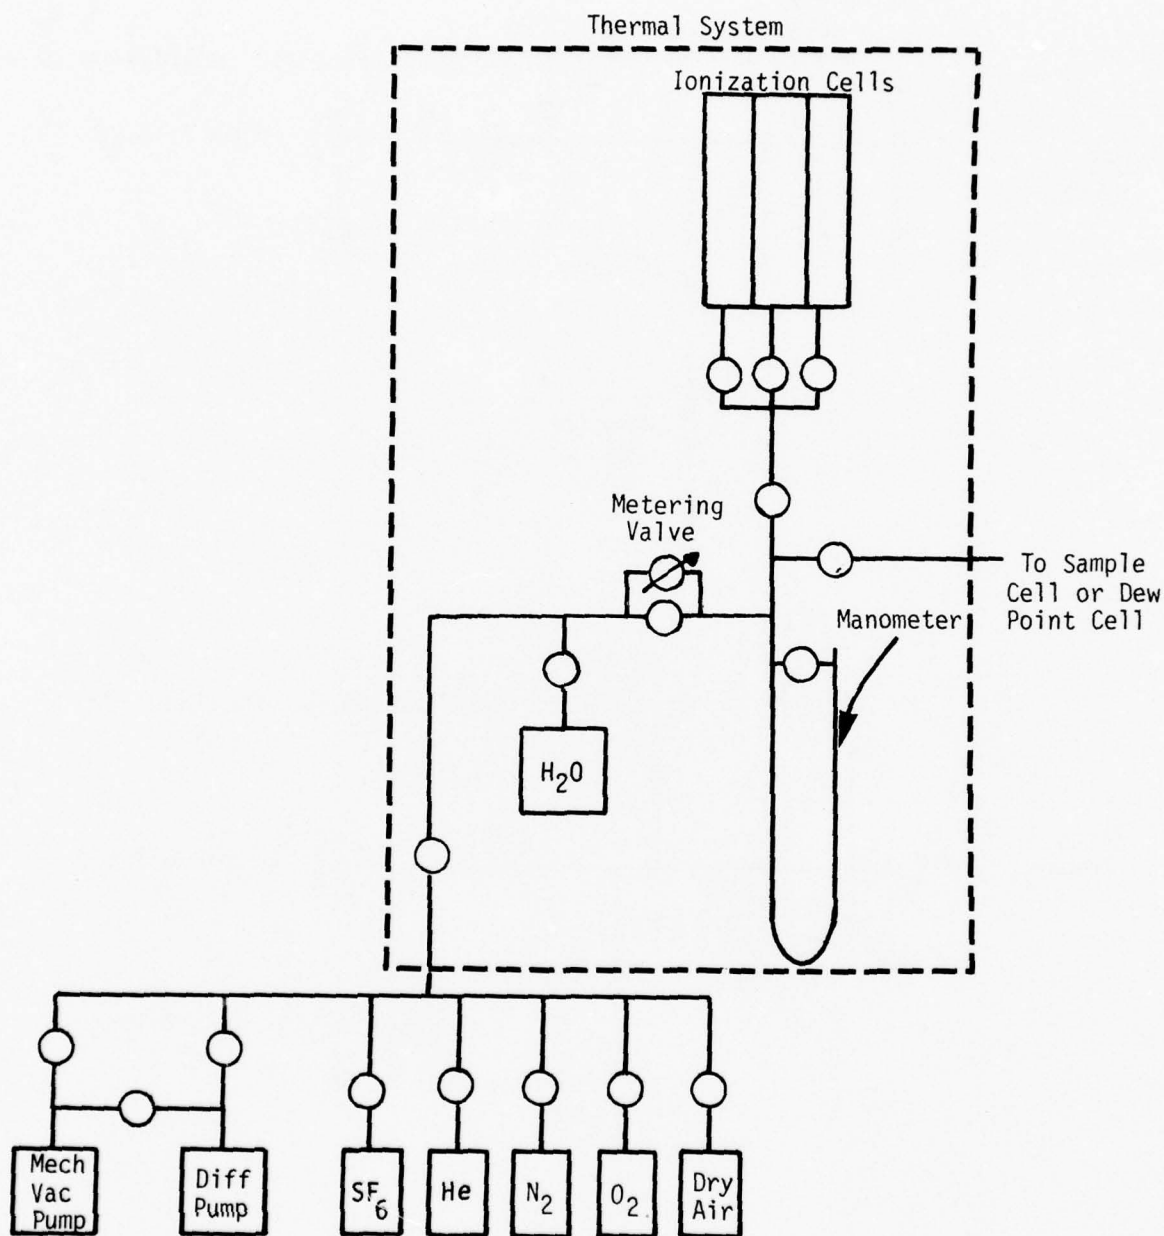 Thermal System
Ionization Cells
Metering
Valve
To Sample
Cell or Dew
Point Cell
Manometer
H2O
Mech
Vac
Pump
Diff
Pump
SF6
He
N2
O2
Dry
Air